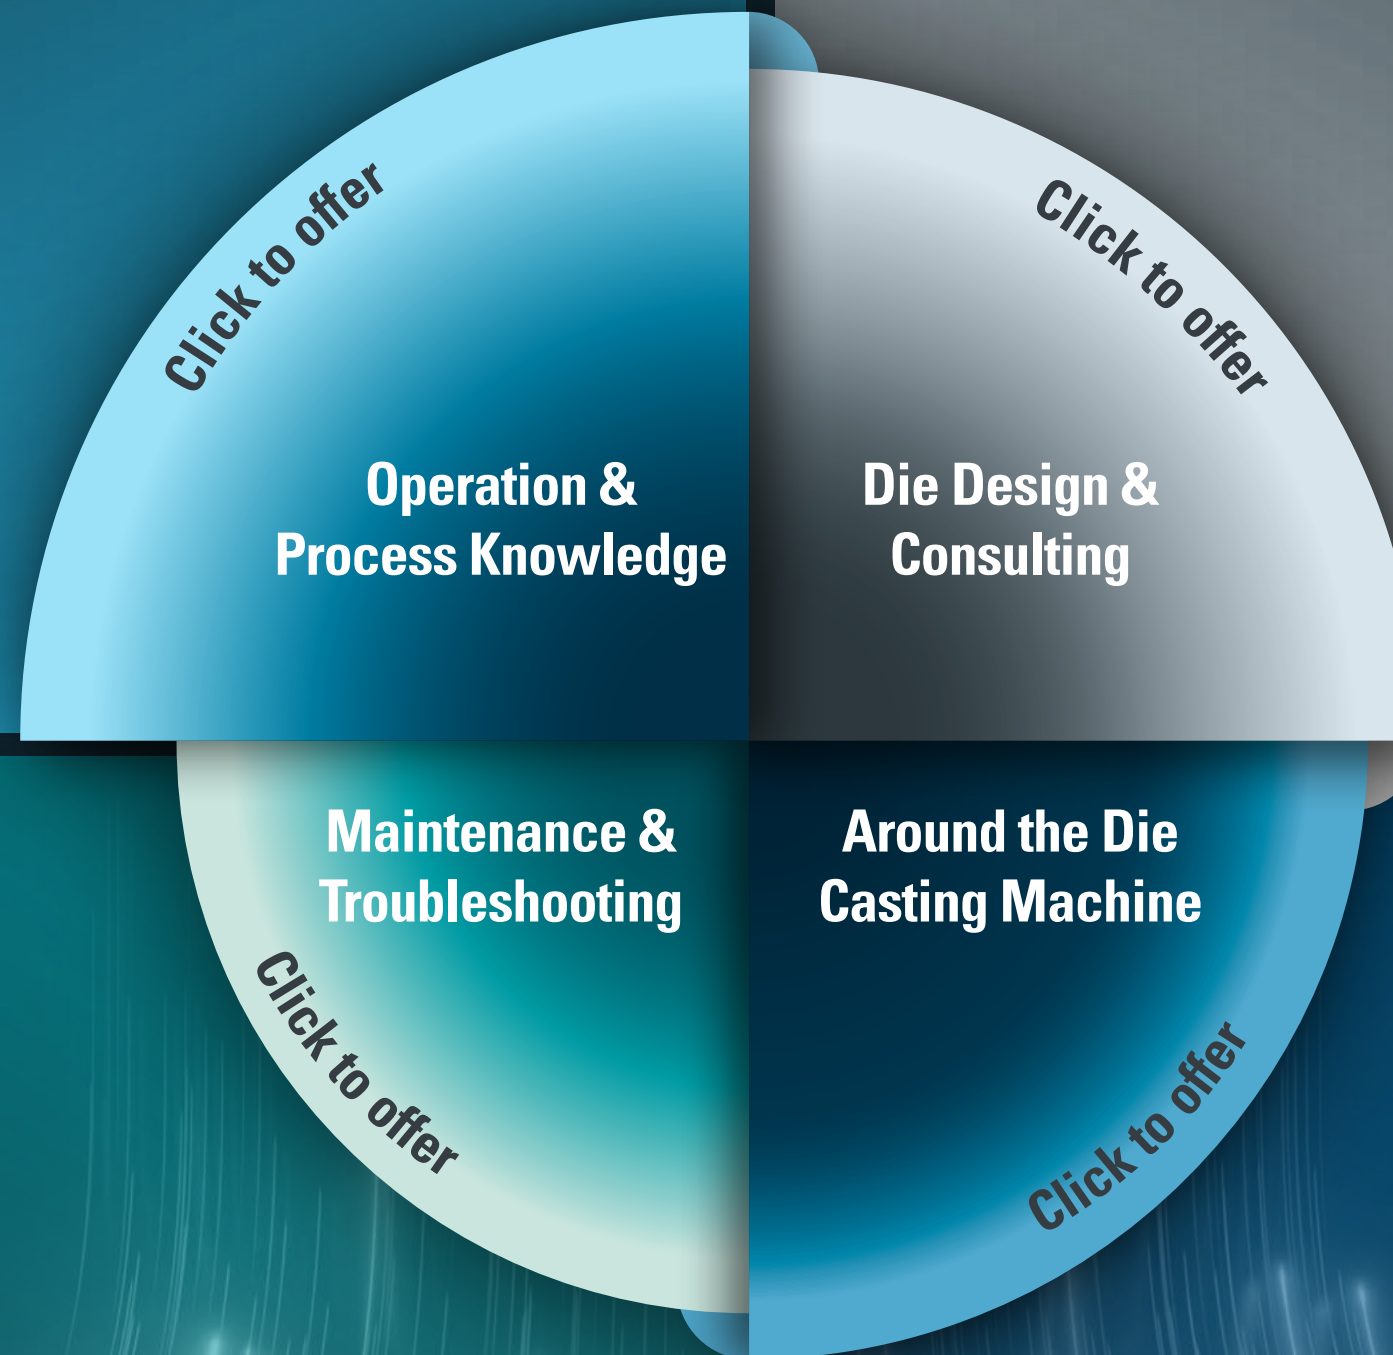 Click to offer
Operation &
Process Knowledge
Click to offer
Die Design &
Consulting
Maintenance &
Troubleshooting
Click to offer
Around the Die
Casting Machine
Click to offer